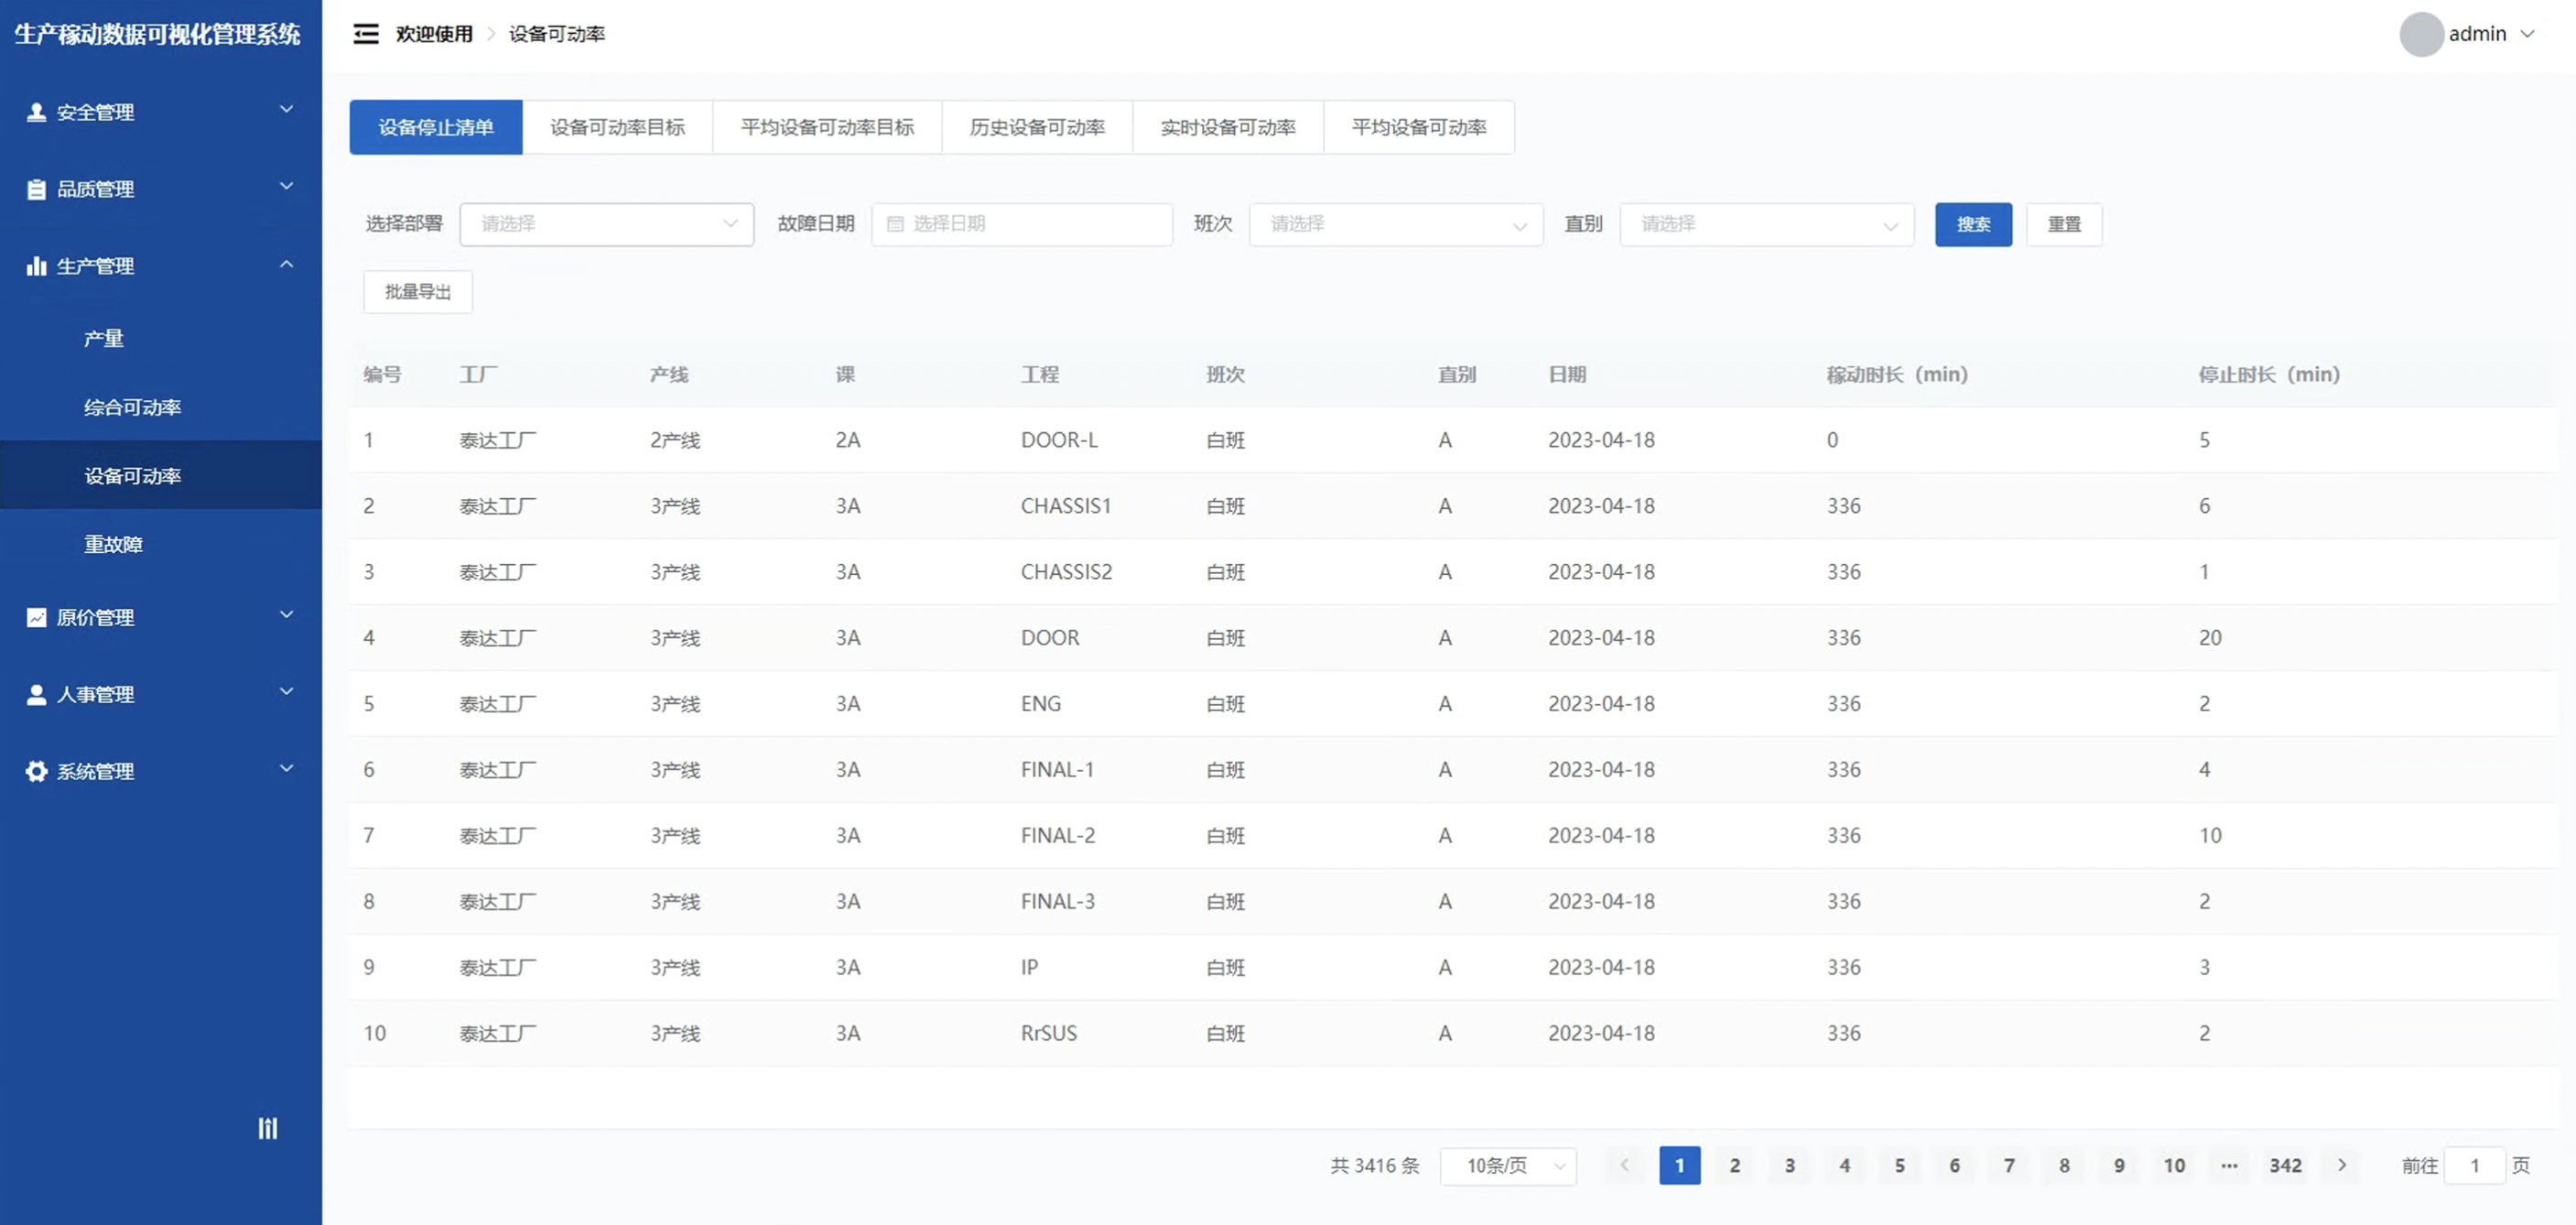 生产稼动数据可视化管理系统
欢迎使用 > 设备可动率
admin
安全管理
品质管理
生产管理
产量
综合可动率
设备可动率
重故障
原价管理
人事管理
系统管理
设备停止清单 设备可动率目标 平均设备可动率目标 历史设备可动率 实时设备可动率 平均设备可动率
选择部署 请选择 故障日期 选择日期 班次 请选择 直别 请选择 搜索 重置
批量导出
编号 工厂 产线 课 工程 班次 直别 日期 稼动时长（min） 停止时长（min）
1 泰达工厂 2产线 2A DOOR-L 白班 A 2023-04-18 0 5
2 泰达工厂 3产线 3A CHASSIS1 白班 A 2023-04-18 336 6
3 泰达工厂 3产线 3A CHASSIS2 白班 A 2023-04-18 336 1
4 泰达工厂 3产线 3A DOOR 白班 A 2023-04-18 336 20
5 泰达工厂 3产线 3A ENG 白班 A 2023-04-18 336 2
6 泰达工厂 3产线 3A FINAL-1 白班 A 2023-04-18 336 4
7 泰达工厂 3产线 3A FINAL-2 白班 A 2023-04-18 336 10
8 泰达工厂 3产线 3A FINAL-3 白班 A 2023-04-18 336 2
9 泰达工厂 3产线 3A IP 白班 A 2023-04-18 336 3
10 泰达工厂 3产线 3A RrSUS 白班 A 2023-04-18 336 2
共 3416 条 10条/页 < 1 2 3 4 5 6 7 8 9 10 ··· 342 > 前往 1 页